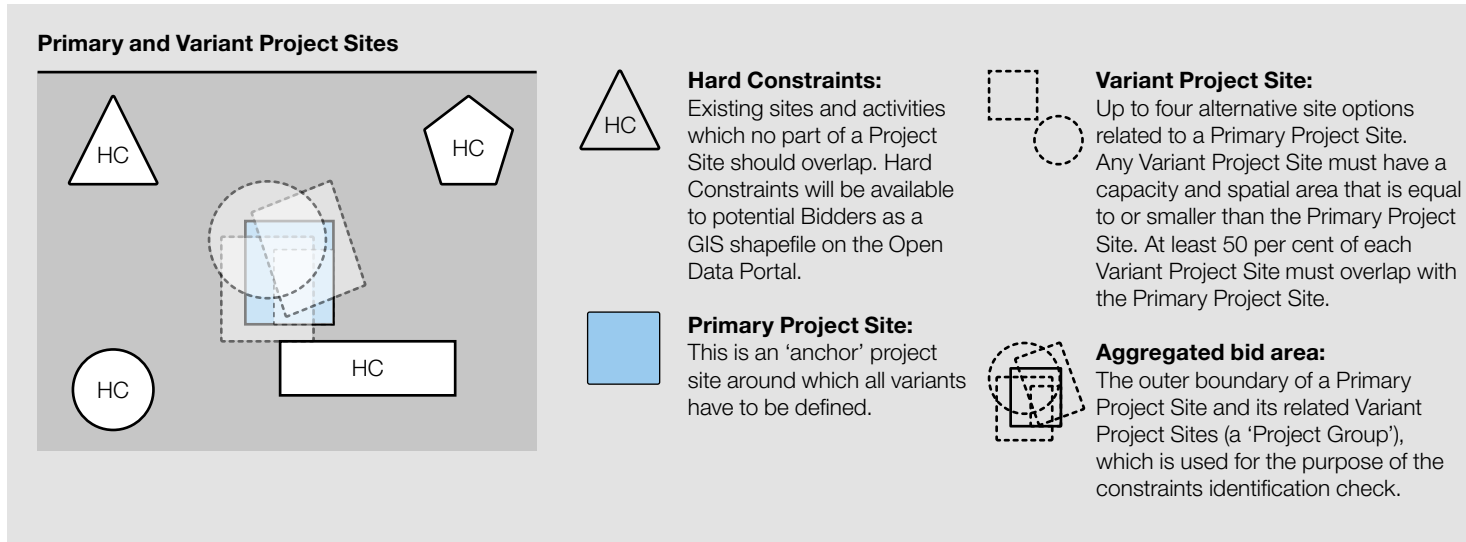 Primary and Variant Project Sites
HC
HC
HC
HC
HC
Hard Constraints:
Existing sites and activities
which no part of a Project
Site should overlap. Hard
Constraints will be available
to potential Bidders as a
GIS shapefile on the Open
Data Portal.
Primary Project Site:
This is an ‘anchor’ project
site around which all variants
have to be defined.
Variant Project Site:
Up to four alternative site options
related to a Primary Project Site.
Any Variant Project Site must have a
capacity and spatial area that is equal
to or smaller than the Primary Project
Site. At least 50 per cent of each
Variant Project Site must overlap with
the Primary Project Site.
Aggregated bid area:
The outer boundary of a Primary
Project Site and its related Variant
Project Sites (a ‘Project Group’),
which is used for the purpose of the
constraints identification check.